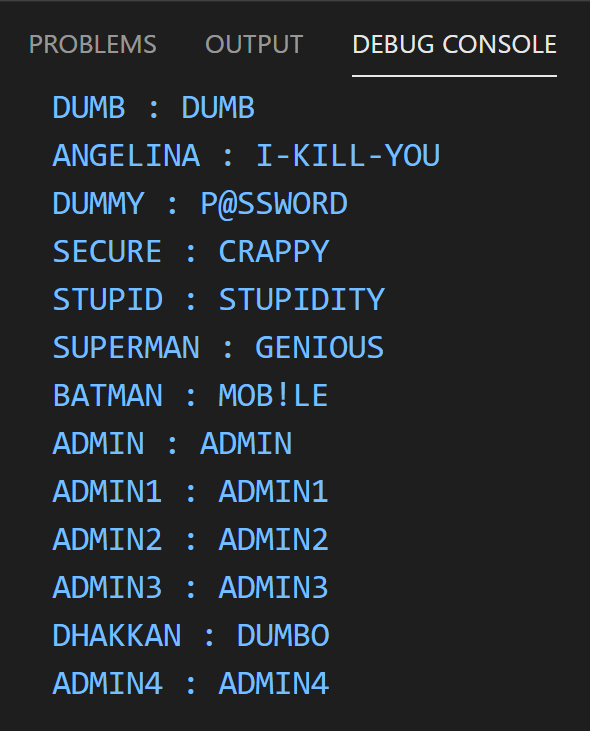 PROBLEMS OUTPUT DEBUG CONSOLE
DUMB : DUMB
ANGELINA : I-KILL-YOU
DUMMY : P@SSWORD
SECURE : CRAPPY
STUPID : STUPIDITY
SUPERMAN : GENIOUS
BATMAN : MOB!LE
ADMIN : ADMIN
ADMIN1 : ADMIN1
ADMIN2 : ADMIN2
ADMIN3 : ADMIN3
DHAKKAN : DUMBO
ADMIN4 : ADMIN4